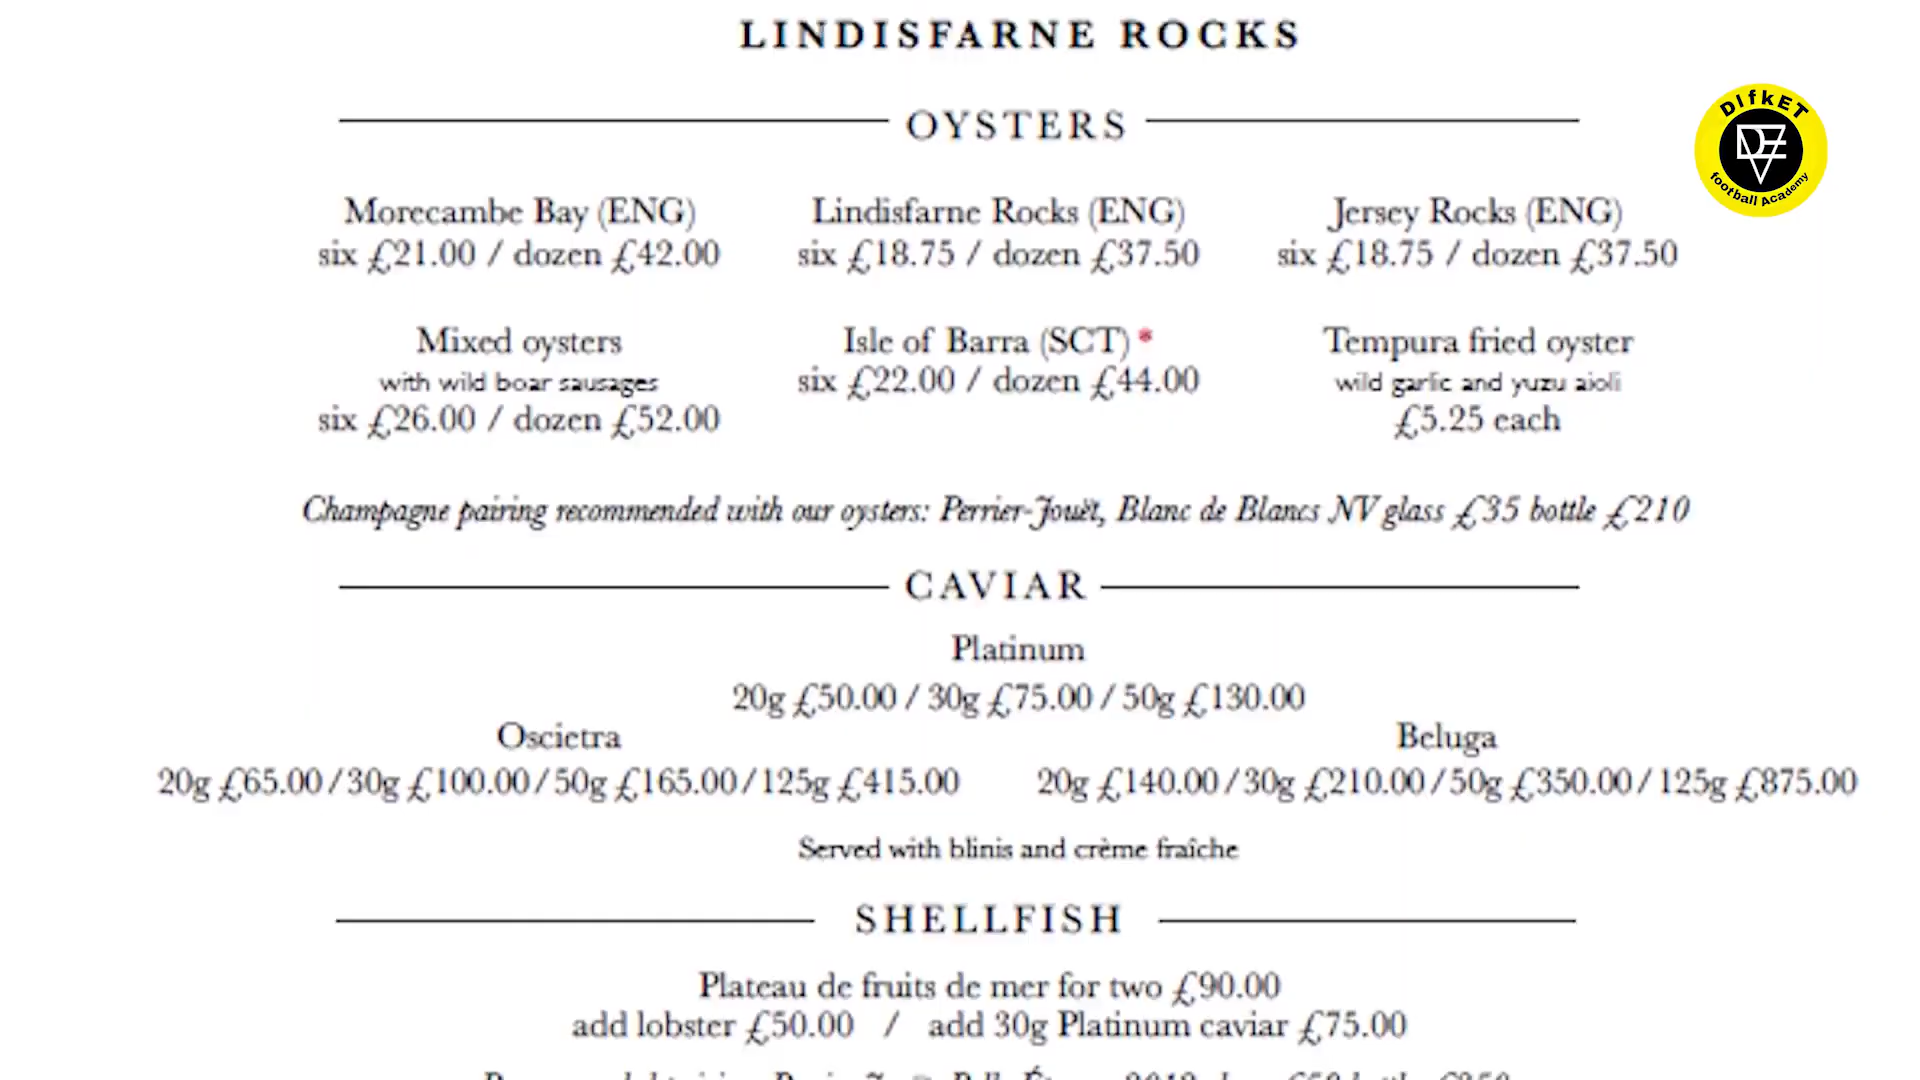 LINDISFARNE ROCKS
OYSTERS
DIfkET
football Academy
Morecambe Bay (ENG)
six £21.00 / dozen £42.00
Lindisfarne Rocks (ENG)
six £18.75 / dozen £37.50
Jersey Rocks (ENG)
six £18.75 / dozen £37.50
Mixed oysters
with wild boar sausages
six £26.00 / dozen £52.00
Isle of Barra (SCT) *
six £22.00 / dozen £44.00
Tempura fried oyster
wild garlic and yuzu aioli
£5.25 each
Champagne pairing recommended with our oysters: Perrier-Jouët, Blanc de Blancs NV glass £35 bottle £210
CAVIAR
Platinum
20g £50.00 / 30g £75.00 / 50g £130.00
Oscietra
20g £65.00/30g £100.00/50g £165.00/125g £415.00
Beluga
20g £140.00/30g £210.00/50g £350.00/125g £875.00
Served with blinis and crème fraîche
SHELLFISH
Plateau de fruits de mer for two £90.00
add lobster £50.00 / add 30g Platinum caviar £75.00